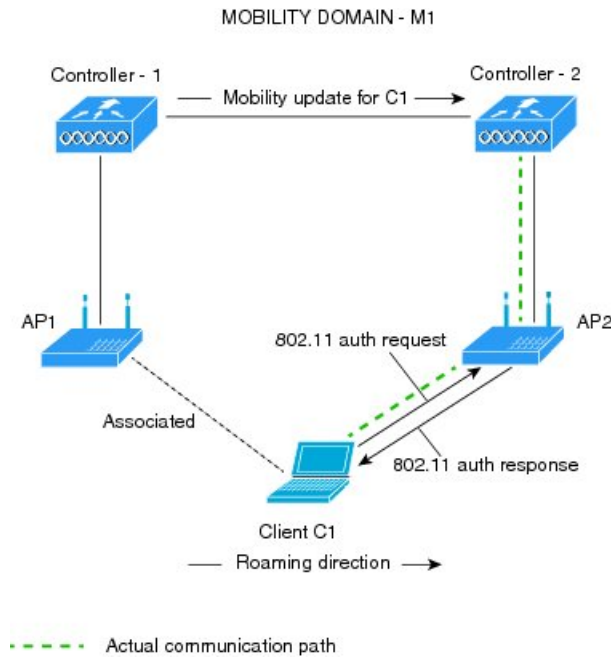 MOBILITY DOMAIN - M1
Controller - 1
Controller - 2
Mobility update for C1
AP1
AP2
802.11 auth request
Associated
802.11 auth response
Client C1
Roaming direction
Actual communication path